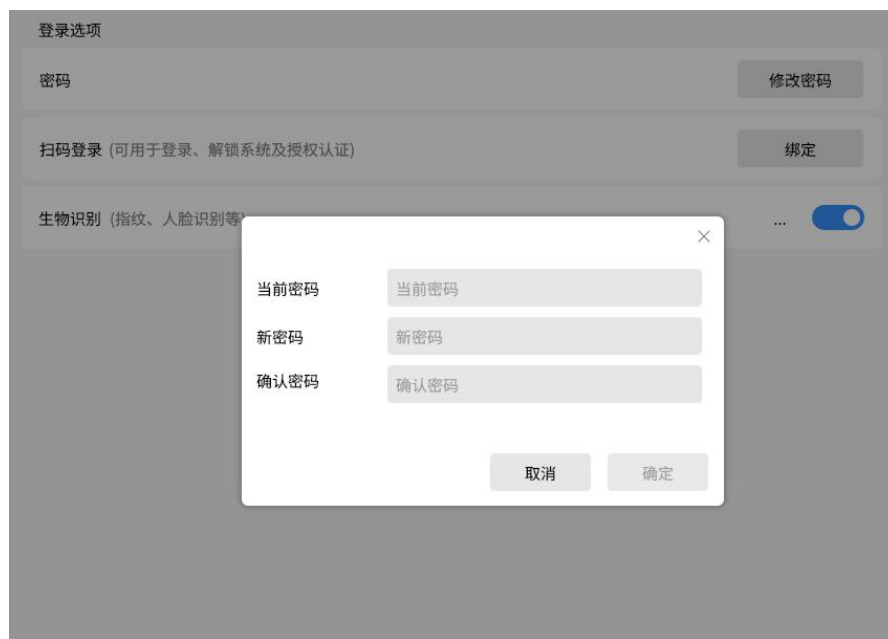 登录选项
密码 修改密码
扫码登录 (可用于登录、解锁系统及授权认证) 绑定
生物识别 (指纹、人脸识别等) ...
当前密码 当前密码
新密码 新密码
确认密码 确认密码
取消 确定